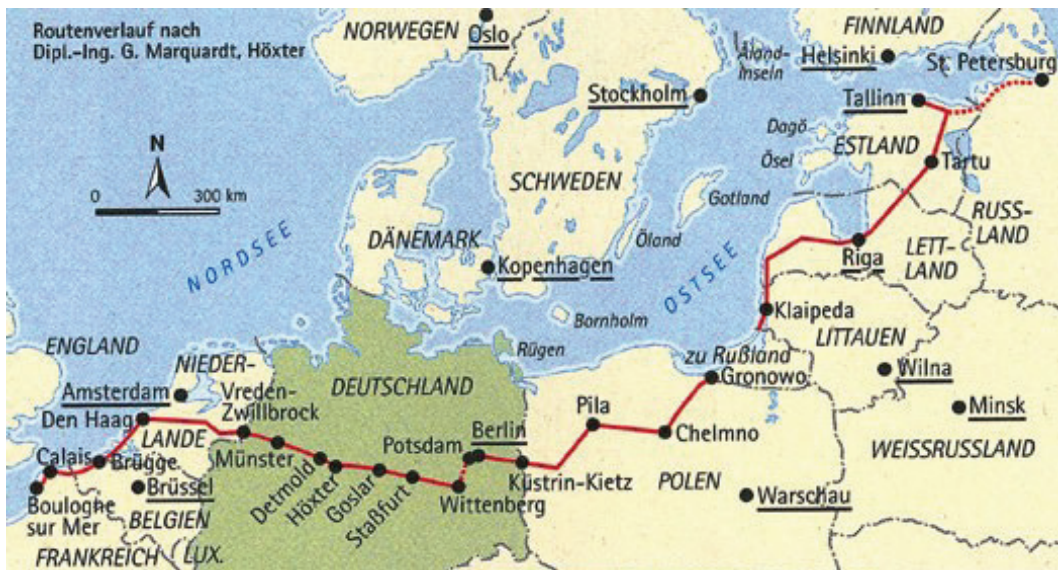 Routenverlauf nach
Dipl.-Ing. G. Marquardt, Höxter
NORWEGEN
Oslo
FINNLAND
Helsinki
St. Petersburg
Åland-
Inseln
Stockholm
Tallinn
N
0 300 km
Dagö
Ösel
ESTLAND
Tartu
SCHWEDEN
Gotland
RUSS-
LAND
NORDSEE
DÄNEMARK
Öland
Riga
LETT-
LAND
Kopenhagen
OSTSEE
Klaipeda
Bornholm
LITTAUEN
ENGLAND
NIEDER-
LANDE
Rügen
zu Rußland
Gronowo
Wilna
Amsterdam
Vreden-
Zwillbrock
DEUTSCHLAND
Minsk
Den Haag
Pila
Chelmno
WEISSRUSSLAND
Calais
Brügge
Münster
Potsdam
Berlin
Detmold
Höxter
Goslar
Staßfurt
Wittenberg
Küstrin-Kietz
POLEN
Warschau
Brüssel
Boulogne
sur Mer
BELGIEN
FRANKREICH
LUX.